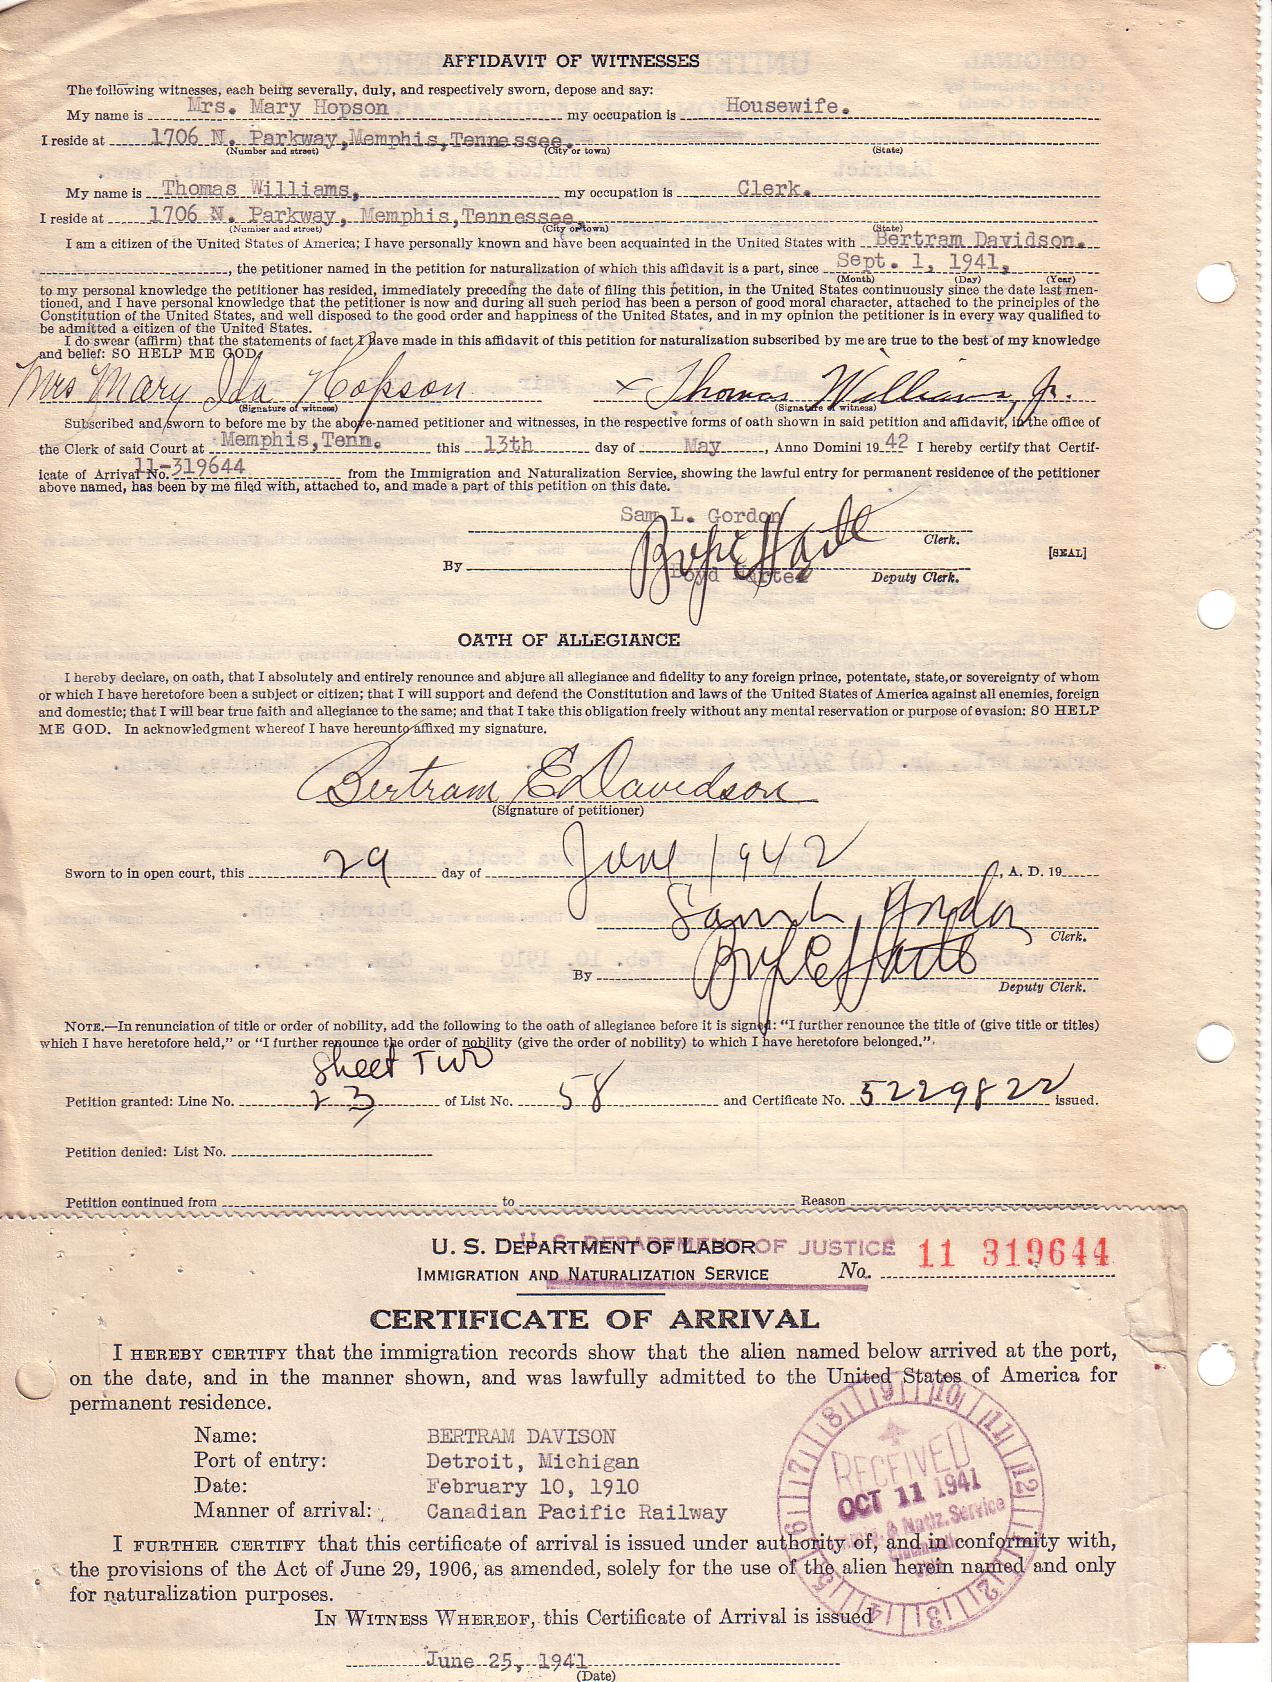 AFFIDAVIT OF WITNESSES
The following witnesses, each being severally, duly, and respectively sworn, depose and say:
My name is Mrs. Mary Hopson my occupation is Housewife.
I reside at 1706 N. Parkway, Memphis, Tennessee.
(Number and street) (City or town) (State)
My name is Thomas Williams, my occupation is Clerk.
I reside at 1706 N. Parkway, Memphis, Tennessee.
(Number and street) (City or town) (State)
I am a citizen of the United States of America; I have personally known and have been acquainted in the United States with Bertram Davidson.
, the petitioner named in the petition for naturalization of which this affidavit is a part, since Sept. 1, 1941,
(Month) (Day) (Year)
to my personal knowledge the petitioner has resided, immediately preceding the date of filing this petition, in the United States continuously since the date last men-
tioned, and I have personal knowledge that the petitioner is now and during all such period has been a person of good moral character, attached to the principles of the
Constitution of the United States, and well disposed to the good order and happiness of the United States, and in my opinion the petitioner is in every way qualified to
be admitted a citizen of the United States.
I do swear (affirm) that the statements of fact I have made in this affidavit of this petition for naturalization subscribed by me are true to the best of my knowledge
and belief: SO HELP ME GOD.
Mrs Mary Ida Hopson x Thomas Williams, Jr.
(Signature of witness) (Signature of witness)
Subscribed and sworn to before me by the above-named petitioner and witnesses, in the respective forms of oath shown in said petition and affidavit, in the office of
the Clerk of said Court at Memphis, Tenn. this 13th day of May, Anno Domini 1942 I hereby certify that Certif-
icate of Arrival No. 11-319644 from the Immigration and Naturalization Service, showing the lawful entry for permanent residence of the petitioner
above named, has been by me filed with, attached to, and made a part of this petition on this date.
Sam L. Gordon
Clerk.
[SEAL]
By Deputy Clerk.
OATH OF ALLEGIANCE
I hereby declare, on oath, that I absolutely and entirely renounce and abjure all allegiance and fidelity to any foreign prince, potentate, state, or sovereignty of whom
or which I have heretofore been a subject or citizen; that I will support and defend the Constitution and laws of the United States of America against all enemies, foreign
and domestic; that I will bear true faith and allegiance to the same; and that I take this obligation freely without any mental reservation or purpose of evasion: SO HELP
ME GOD. In acknowledgment whereof I have hereunto affixed my signature.
Bertram E Davidson
(Signature of petitioner)
Sworn to in open court, this 29 day of June 1942, A. D. 19
Sam L Gordon
Clerk.
By
Deputy Clerk.
NOTE.—In renunciation of title or order of nobility, add the following to the oath of allegiance before it is signed: "I further renounce the title of (give title or titles)
which I have heretofore held," or "I further renounce the order of nobility (give the order of nobility) to which I have heretofore belonged."
Sheet Two
Petition granted: Line No. 23 of List No. 58 and Certificate No. 5229822 issued.
Petition denied: List No.
Petition continued from to Reason
U. S. DEPARTMENT OF LABOR
U. S. DEPARTMENT OF JUSTICE
IMMIGRATION AND NATURALIZATION SERVICE No. 11 319644
CERTIFICATE OF ARRIVAL
I HEREBY CERTIFY that the immigration records show that the alien named below arrived at the port,
on the date, and in the manner shown, and was lawfully admitted to the United States of America for
permanent residence.
Name: BERTRAM DAVISON
Port of entry: Detroit, Michigan
Date: February 10, 1910
Manner of arrival: Canadian Pacific Railway
9 10 11 12 1 2 3 4 5 6 7 8
RECEIVED
OCT 11 1941
Immig. & Natlz. Service
I FURTHER CERTIFY that this certificate of arrival is issued under authority of, and in conformity with,
the provisions of the Act of June 29, 1906, as amended, solely for the use of the alien herein named and only
for naturalization purposes.
IN WITNESS WHEREOF, this Certificate of Arrival is issued
June 25, 1941
(Date)